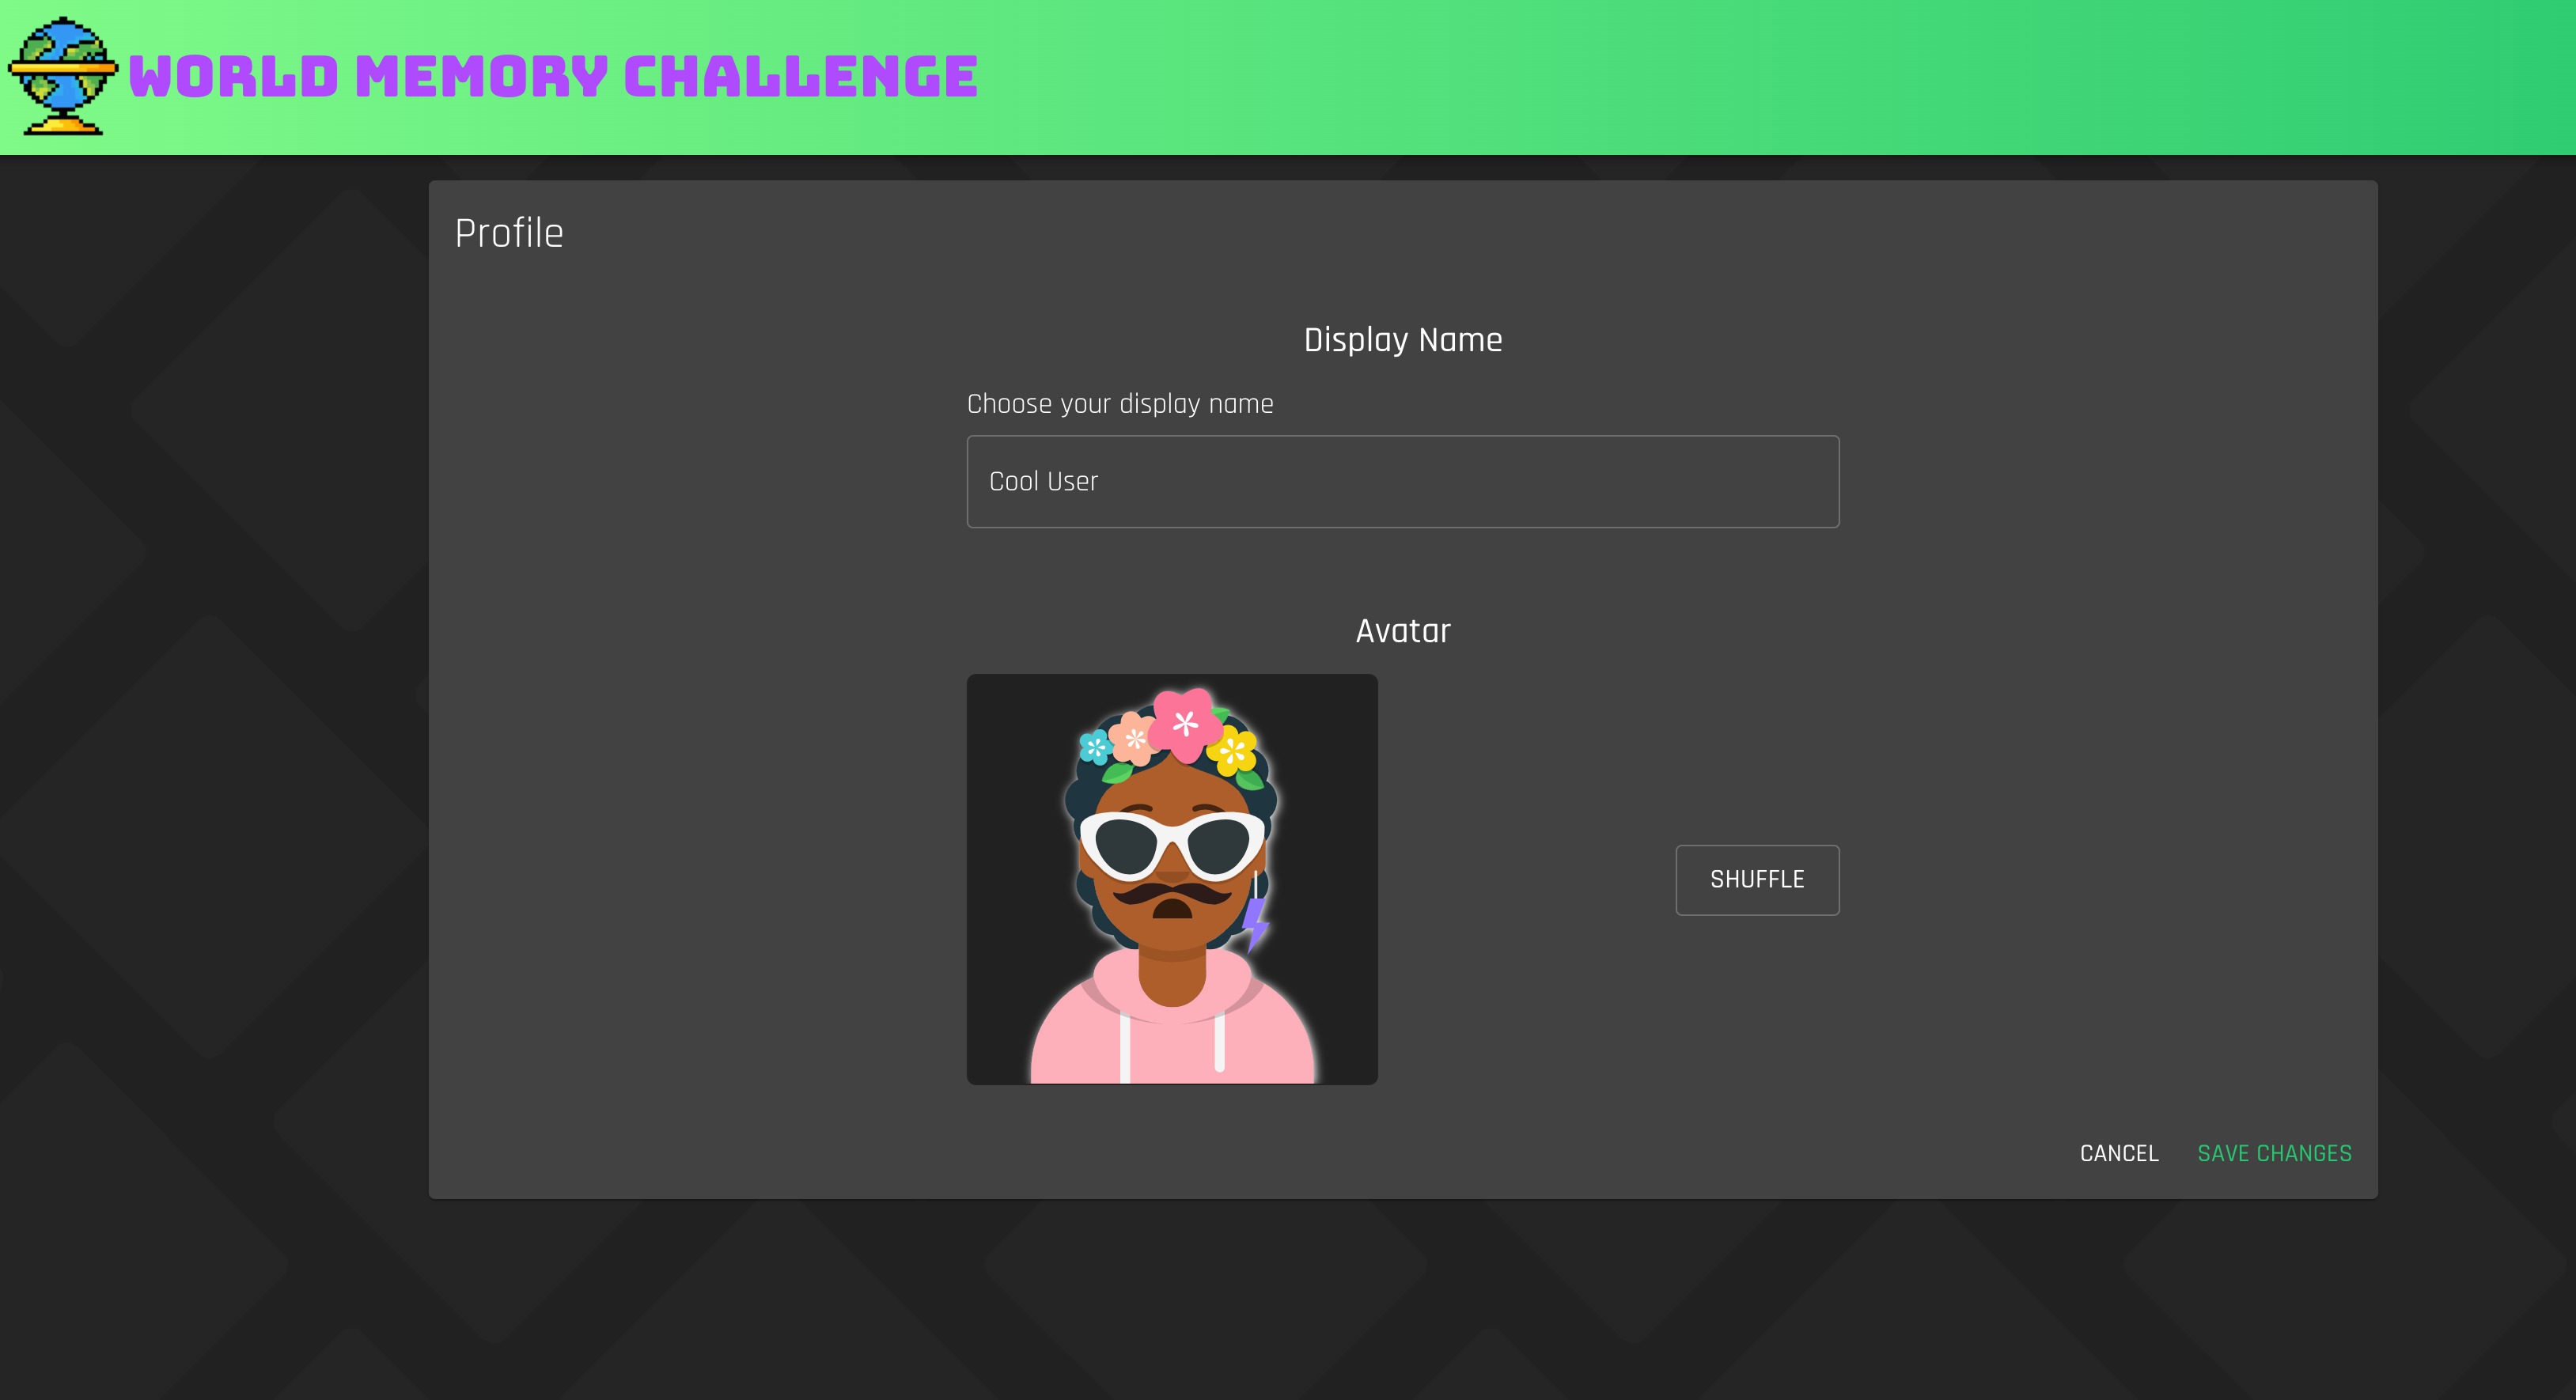 WORLD MEMORY CHALLENGE
Profile
Display Name
Choose your display name
Cool User
Avatar
SHUFFLE
CANCEL SAVE CHANGES